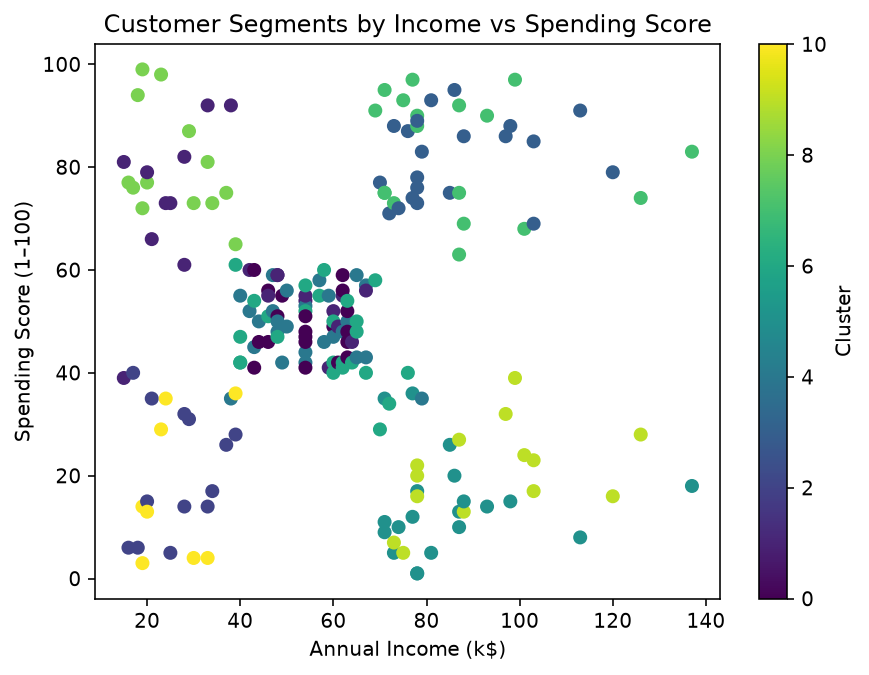 Customer Segments by Income vs Spending Score
100
80
60
40
20
0
Spending Score (1–100)
20 40 60 80 100 120 140
Annual Income (k$)
10
8
6
4
2
0
Cluster